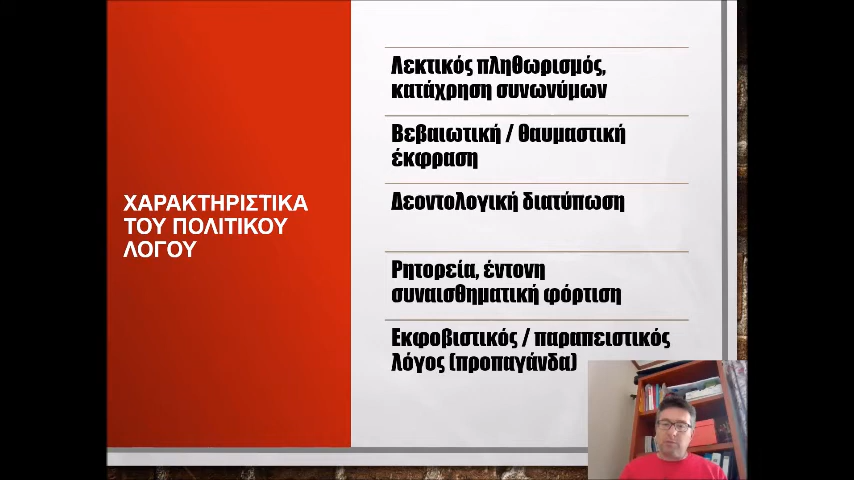 ΧΑΡΑΚΤΗΡΙΣΤΙΚΑ
ΤΟΥ ΠΟΛΙΤΙΚΟΥ
ΛΟΓΟΥ
Λεκτικός πληθωρισμός,
κατάχρηση συνωνύμων
Βεβαιωτική / θαυμαστική
έκφραση
Δεοντολογική διατύπωση
Ρητορεία, έντονη
συναισθηματική φόρτιση
Εκφοβιστικός / παραπειστικός
λόγος (προπαγάνδα)